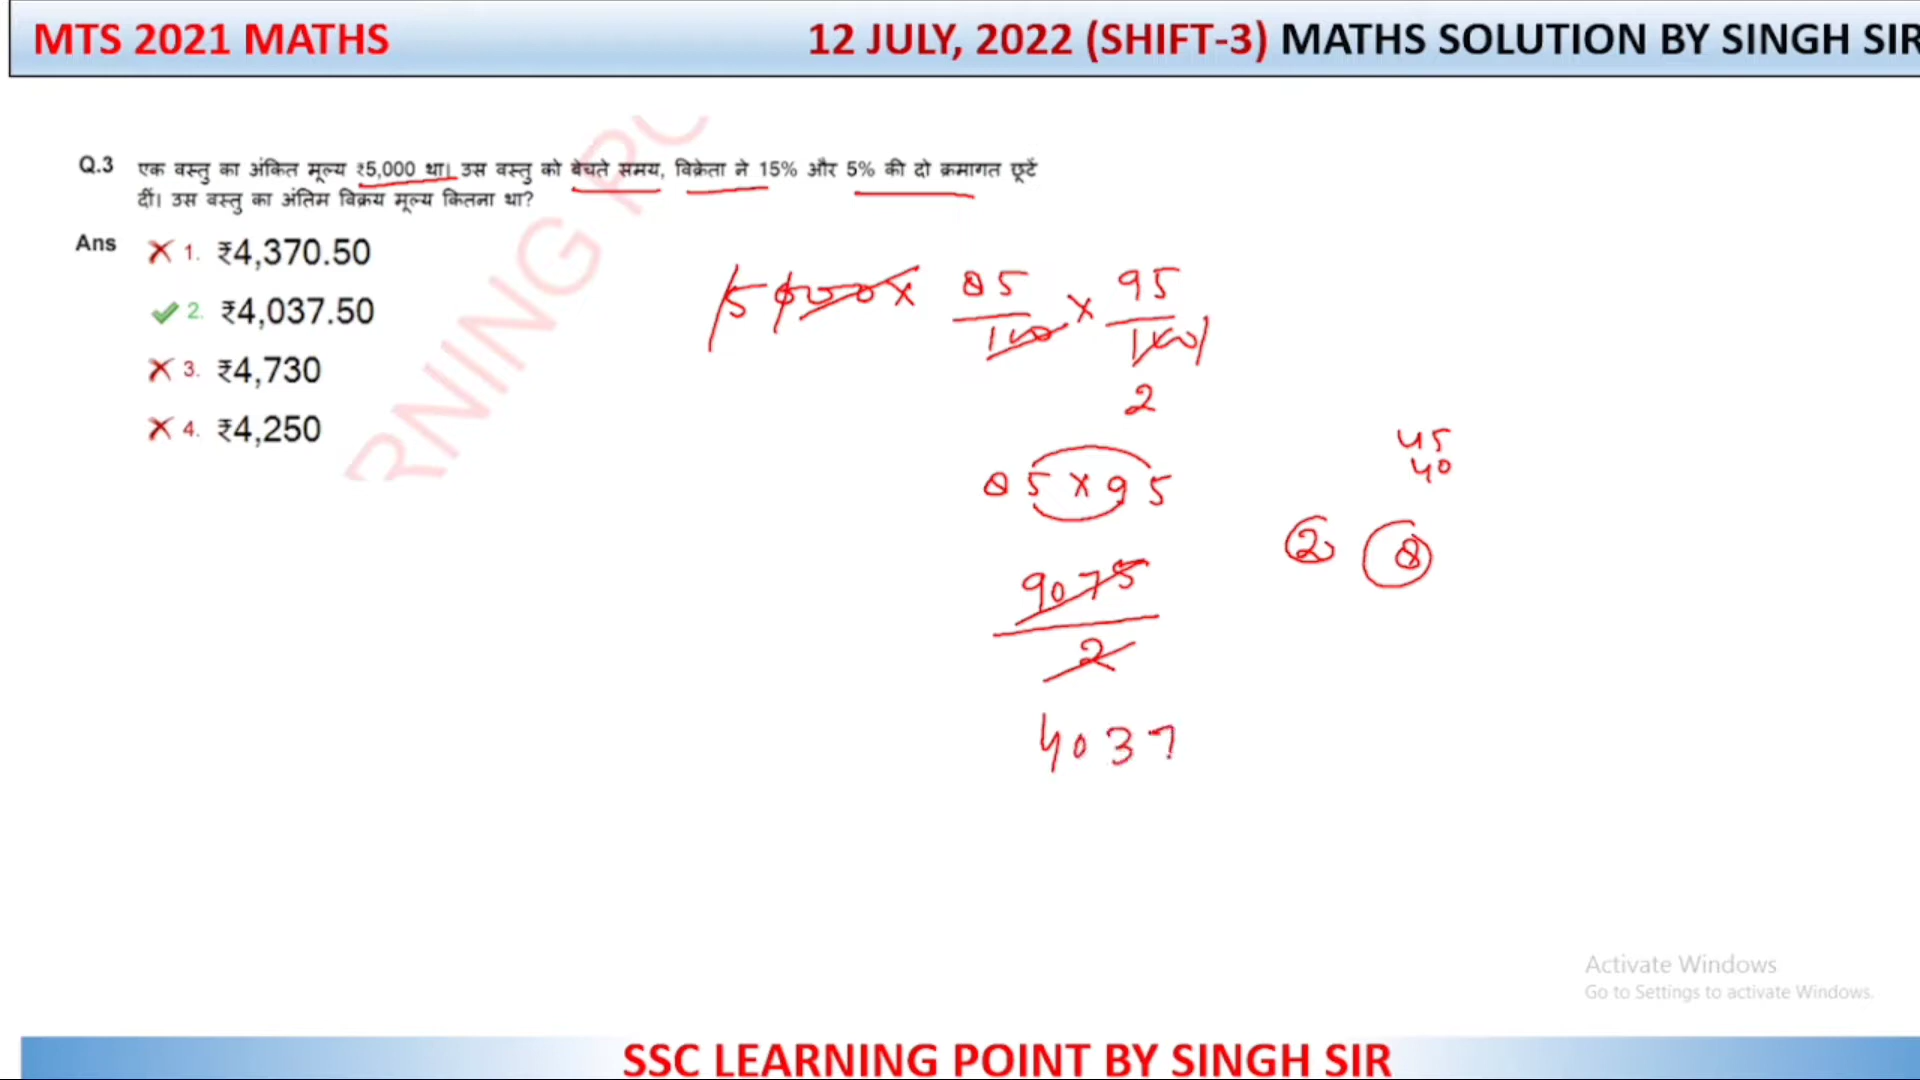 MTS 2021 MATHS
12 JULY, 2022 (SHIFT-3) MATHS SOLUTION BY SINGH SIR
Q.3 एक वस्तु का अंकित मूल्य ₹5,000 था। उस वस्तु को बेचते समय, विक्रेता ने 15% और 5% की दो क्रमागत छूटें
दीं। उस वस्तु का अंतिम विक्रय मूल्य कितना था?
Ans 1. ₹4,370.50
2. ₹4,037.50
3. ₹4,730
4. ₹4,250
RNING PO
5000 × 85/100 × 95/100
2
85 × 95
45
40
2 8
9075
2
4037
Activate Windows
Go to Settings to activate Windows.
SSC LEARNING POINT BY SINGH SIR